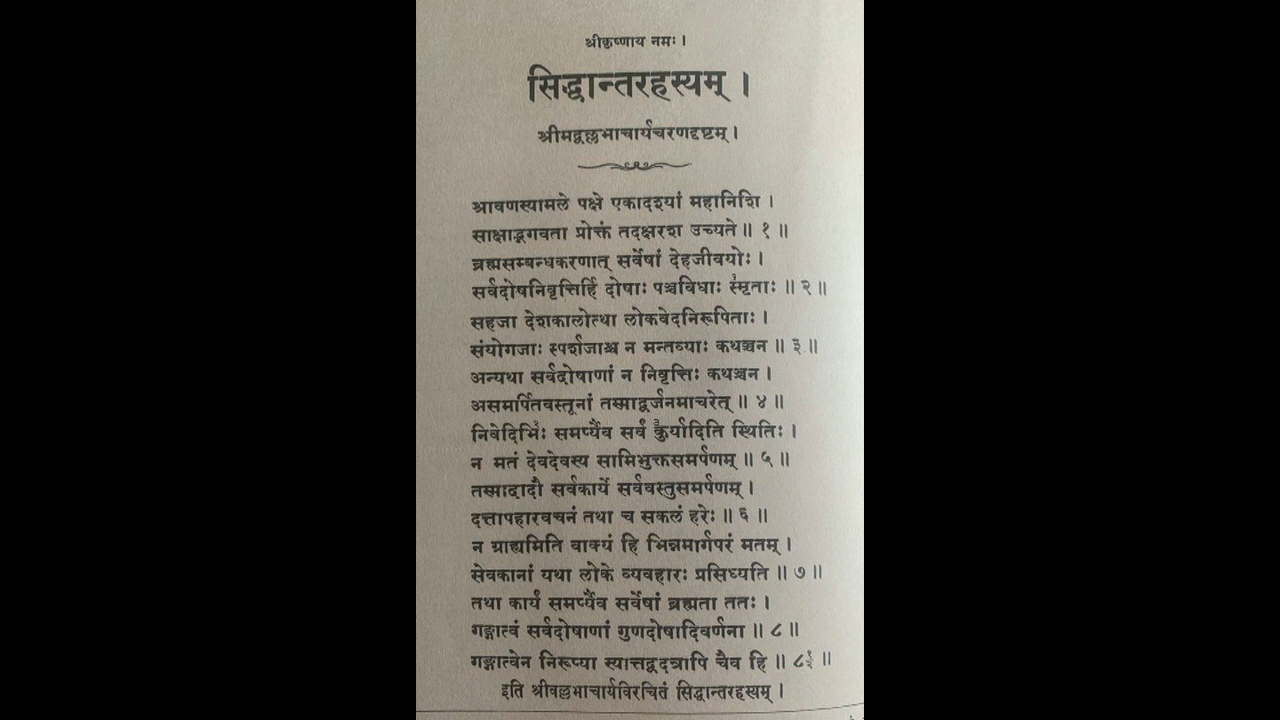 श्रीकृष्णाय नमः ।
सिद्धान्तरहस्यम् ।
श्रीमद्वल्लभाचार्यचरणदृष्टम् ।
श्रावणस्यामले पक्षे एकादश्यां महानिशि ।
साक्षाद्भगवता प्रोक्तं तदक्षरश उच्यते ॥ १ ॥
ब्रह्मसम्बन्धकरणात् सर्वेषां देहजीवयोः ।
सर्वदोषनिवृत्तिर्हि दोषाः पञ्चविधाः स्मृताः ॥ २ ॥
सहजा देशकालोत्था लोकवेदनिरूपिताः ।
संयोगजाः स्पर्शजाश्च न मन्तव्याः कथञ्चन ॥ ३ ॥
अन्यथा सर्वदोषाणां न निवृत्तिः कथञ्चन ।
असमर्पितवस्तूनां तस्माद्वर्जनमाचरेत् ॥ ४ ॥
निवेदिभिः समर्प्यैव सर्वं कुर्यादिति स्थितिः ।
न मतं देवदेवस्य सामिभुक्तसमर्पणम् ॥ ५ ॥
तस्मादादौ सर्वकार्ये सर्ववस्तुसमर्पणम् ।
दत्तापहारवचनं तथा च सकलं हरेः ॥ ६ ॥
न ग्राह्यमिति वाक्यं हि भिन्नमार्गपरं मतम् ।
सेवकानां यथा लोके व्यवहारः प्रसिध्यति ॥ ७ ॥
तथा कार्यं समर्प्यैव सर्वेषां ब्रह्मता ततः ।
गङ्गात्वं सर्वदोषाणां गुणदोषादिवर्णना ॥ ८ ॥
गङ्गात्वेन निरूप्या स्यात्तद्वदत्रापि चैव हि ॥ ८½ ॥
इति श्रीवल्लभाचार्यविरचितं सिद्धान्तरहस्यम् ।